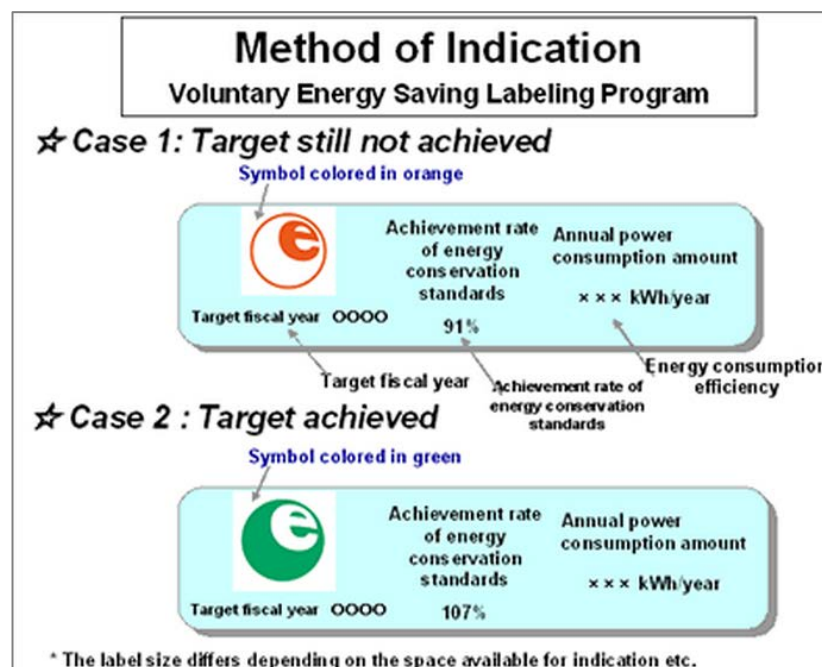 Method of Indication
Voluntary Energy Saving Labeling Program
☆ Case 1: Target still not achieved
Symbol colored in orange
e
Achievement rate
of energy
conservation
standards
Annual power
consumption amount
××× kWh/year
Target fiscal year OOOO
91%
Target fiscal year
Achievement rate of
energy conservation
standards
Energy consumption
efficiency
☆ Case 2 : Target achieved
Symbol colored in green
e
Achievement rate
of energy
conservation
standards
Annual power
consumption amount
××× kWh/year
Target fiscal year OOOO
107%
* The label size differs depending on the space available for indication etc.